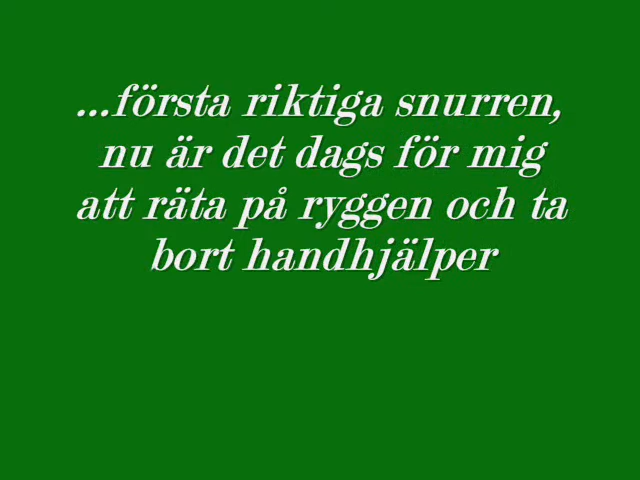 ...första riktiga snurren,
nu är det dags för mig
att räta på ryggen och ta
bort handhjälper